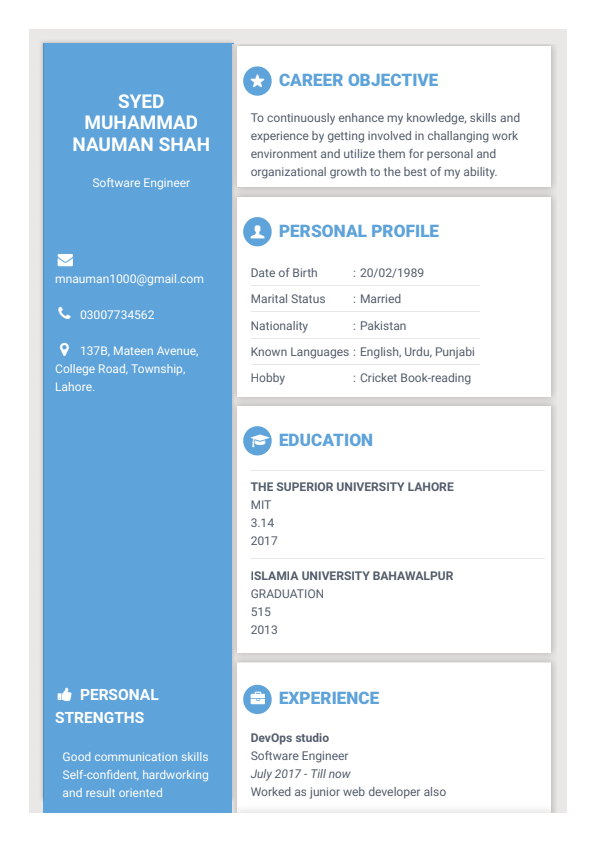 SYED
MUHAMMAD
NAUMAN SHAH
Software Engineer
mnauman1000@gmail.com
03007734562
137B, Mateen Avenue,
College Road, Township,
Lahore.
PERSONAL
STRENGTHS
Good communication skills
Self-confident, hardworking
and result oriented
CAREER OBJECTIVE
To continuously enhance my knowledge, skills and
experience by getting involved in challanging work
environment and utilize them for personal and
organizational growth to the best of my ability.
PERSONAL PROFILE
Date of Birth : 20/02/1989
Marital Status : Married
Nationality : Pakistan
Known Languages : English, Urdu, Punjabi
Hobby : Cricket Book-reading
EDUCATION
THE SUPERIOR UNIVERSITY LAHORE
MIT
3.14
2017
ISLAMIA UNIVERSITY BAHAWALPUR
GRADUATION
515
2013
EXPERIENCE
DevOps studio
Software Engineer
July 2017 - Till now
Worked as junior web developer also